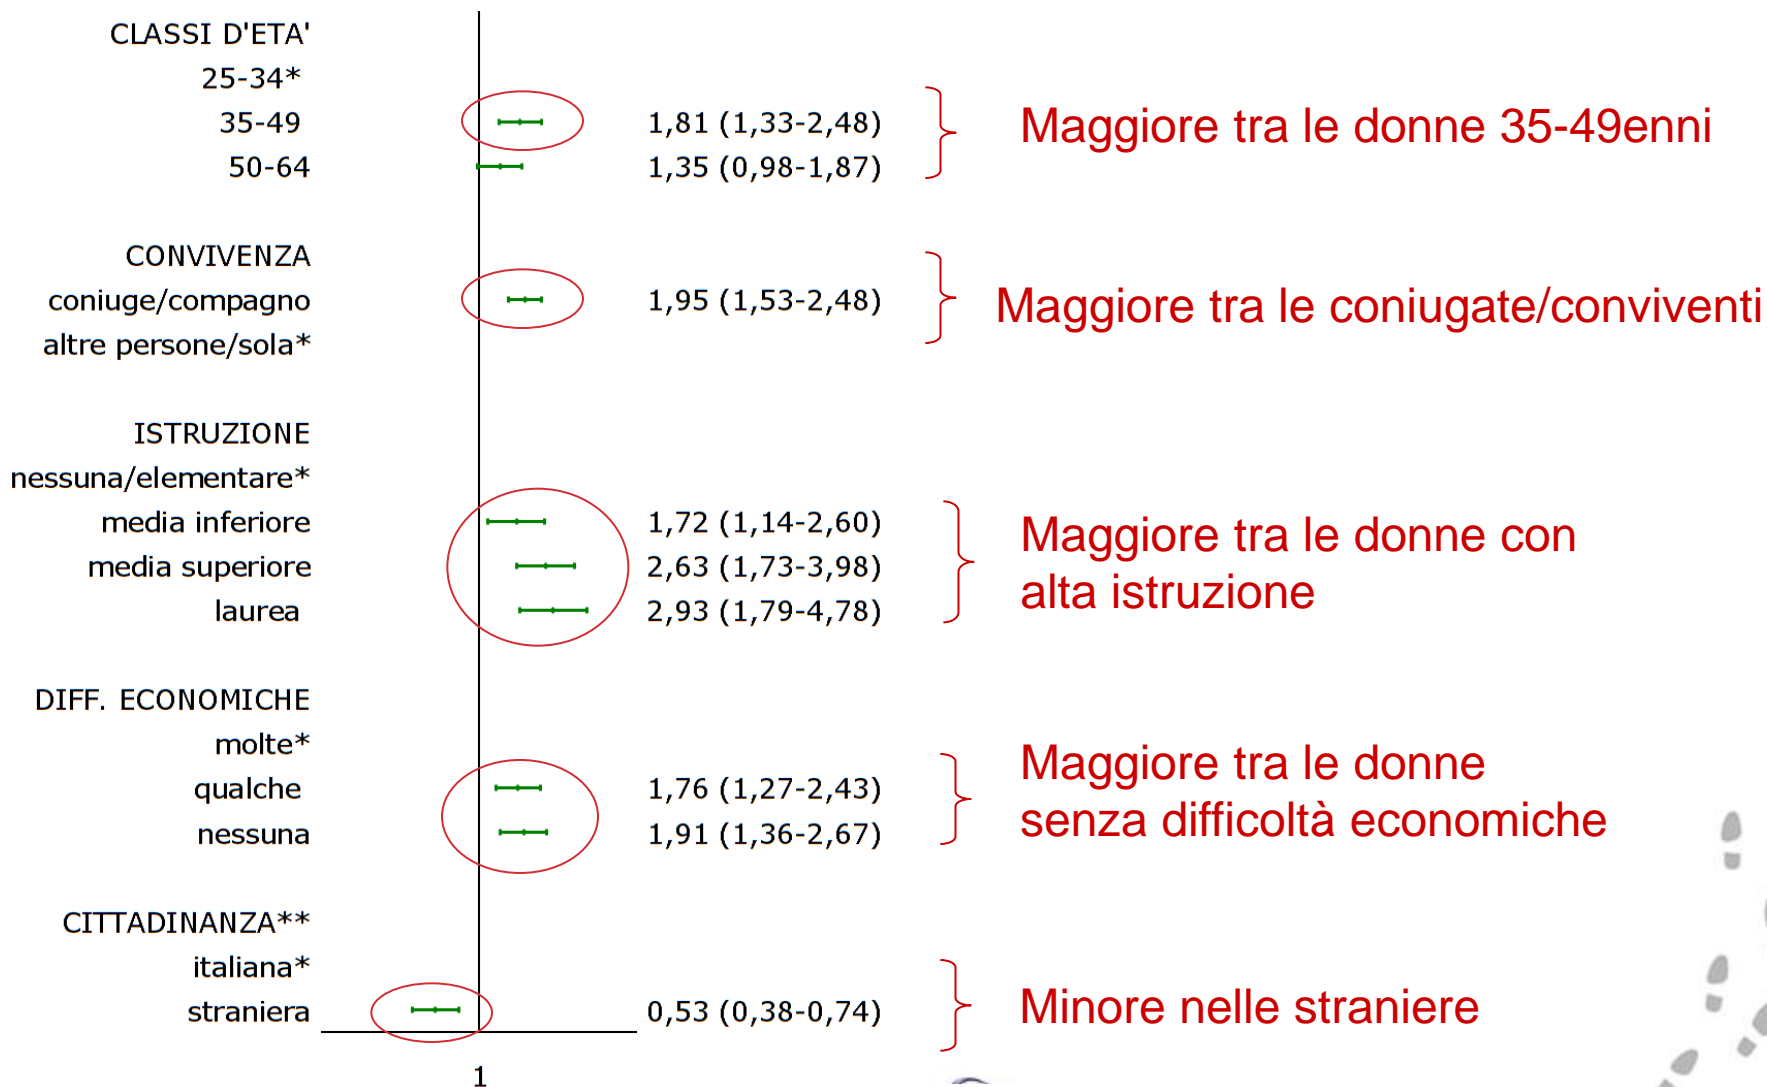 CLASSI D'ETA'
25-34*
35-49 1,81 (1,33-2,48)
50-64 1,35 (0,98-1,87)
Maggiore tra le donne 35-49enni
CONVIVENZA
coniuge/compagno 1,95 (1,53-2,48)
altre persone/sola*
Maggiore tra le coniugate/conviventi
ISTRUZIONE
nessuna/elementare*
media inferiore 1,72 (1,14-2,60)
media superiore 2,63 (1,73-3,98)
laurea 2,93 (1,79-4,78)
Maggiore tra le donne con
alta istruzione
DIFF. ECONOMICHE
molte*
qualche 1,76 (1,27-2,43)
nessuna 1,91 (1,36-2,67)
Maggiore tra le donne
senza difficoltà economiche
CITTADINANZA**
italiana*
straniera 0,53 (0,38-0,74)
Minore nelle straniere
1